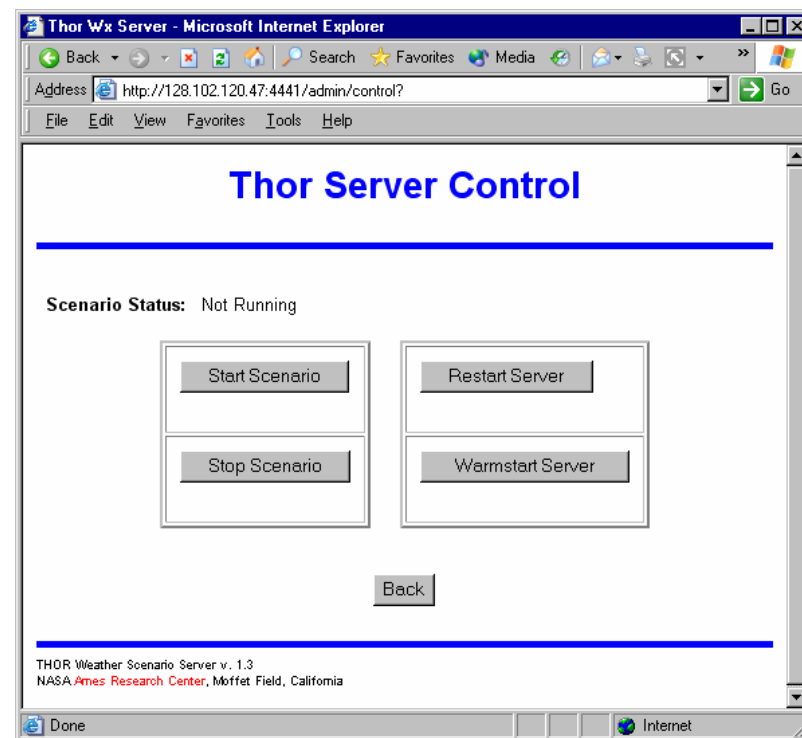 Thor Wx Server - Microsoft Internet Explorer
Back Search Favorites Media »
Address http://128.102.120.47:4441/admin/control? Go
File Edit View Favorites Tools Help
Thor Server Control
Scenario Status: Not Running
Start Scenario Restart Server
Stop Scenario Warmstart Server
Back
THOR Weather Scenario Server v. 1.3
NASA Ames Research Center, Moffet Field, California
Done Internet